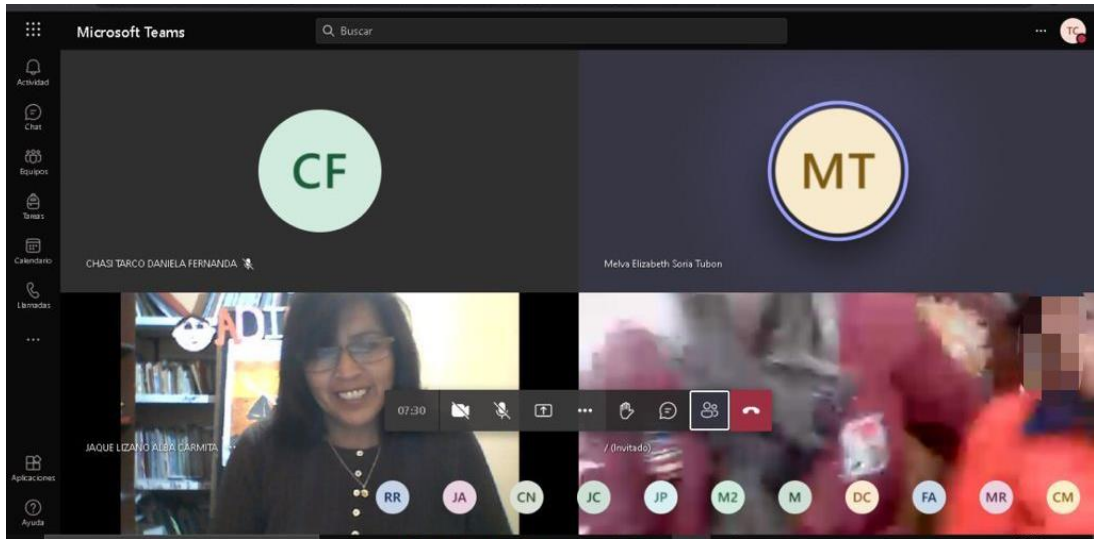 Microsoft Teams
Buscar
TC
Actividad
Chat
Equipos
Tareas
Calendario
Llamadas
Aplicaciones
Ayuda
CF
CHASI TARCO DANIELA FERNANDA
MT
Melva Elizabeth Soria Tubon
ADI
JAQUE LIZANO ALBA CARMITA
07:30
/ (Invitado)
RR
JA
CN
JC
JP
M2
M
DC
FA
MR
CM